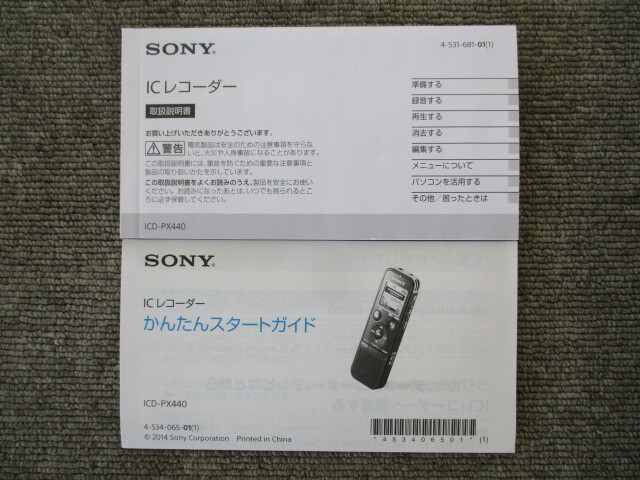 SONY
4-531-681-01(1)
ICレコーダー
取扱説明書
お買い上げいただきありがとうございます。
警告
電気製品は安全のための注意事項を守らな
いと、火災や人身事故になることがあります。
この取扱説明書には、事故を防ぐための重要な注意事項と
製品の取り扱いかたを示しています。
この取扱説明書をよくお読みのうえ、製品を安全にお使い
ください。お読みになったあとは、いつでも見られるとこ
ろに必ず保管してください。
ICD-PX440
準備する
録音する
再生する
消去する
編集する
メニューについて
パソコンを活用する
その他/困ったときは
SONY
ICレコーダー
かんたんスタートガイド
ICD-PX440
4-534-065-01(1)
© 2014 Sony Corporation Printed in China
*453406501* (1)